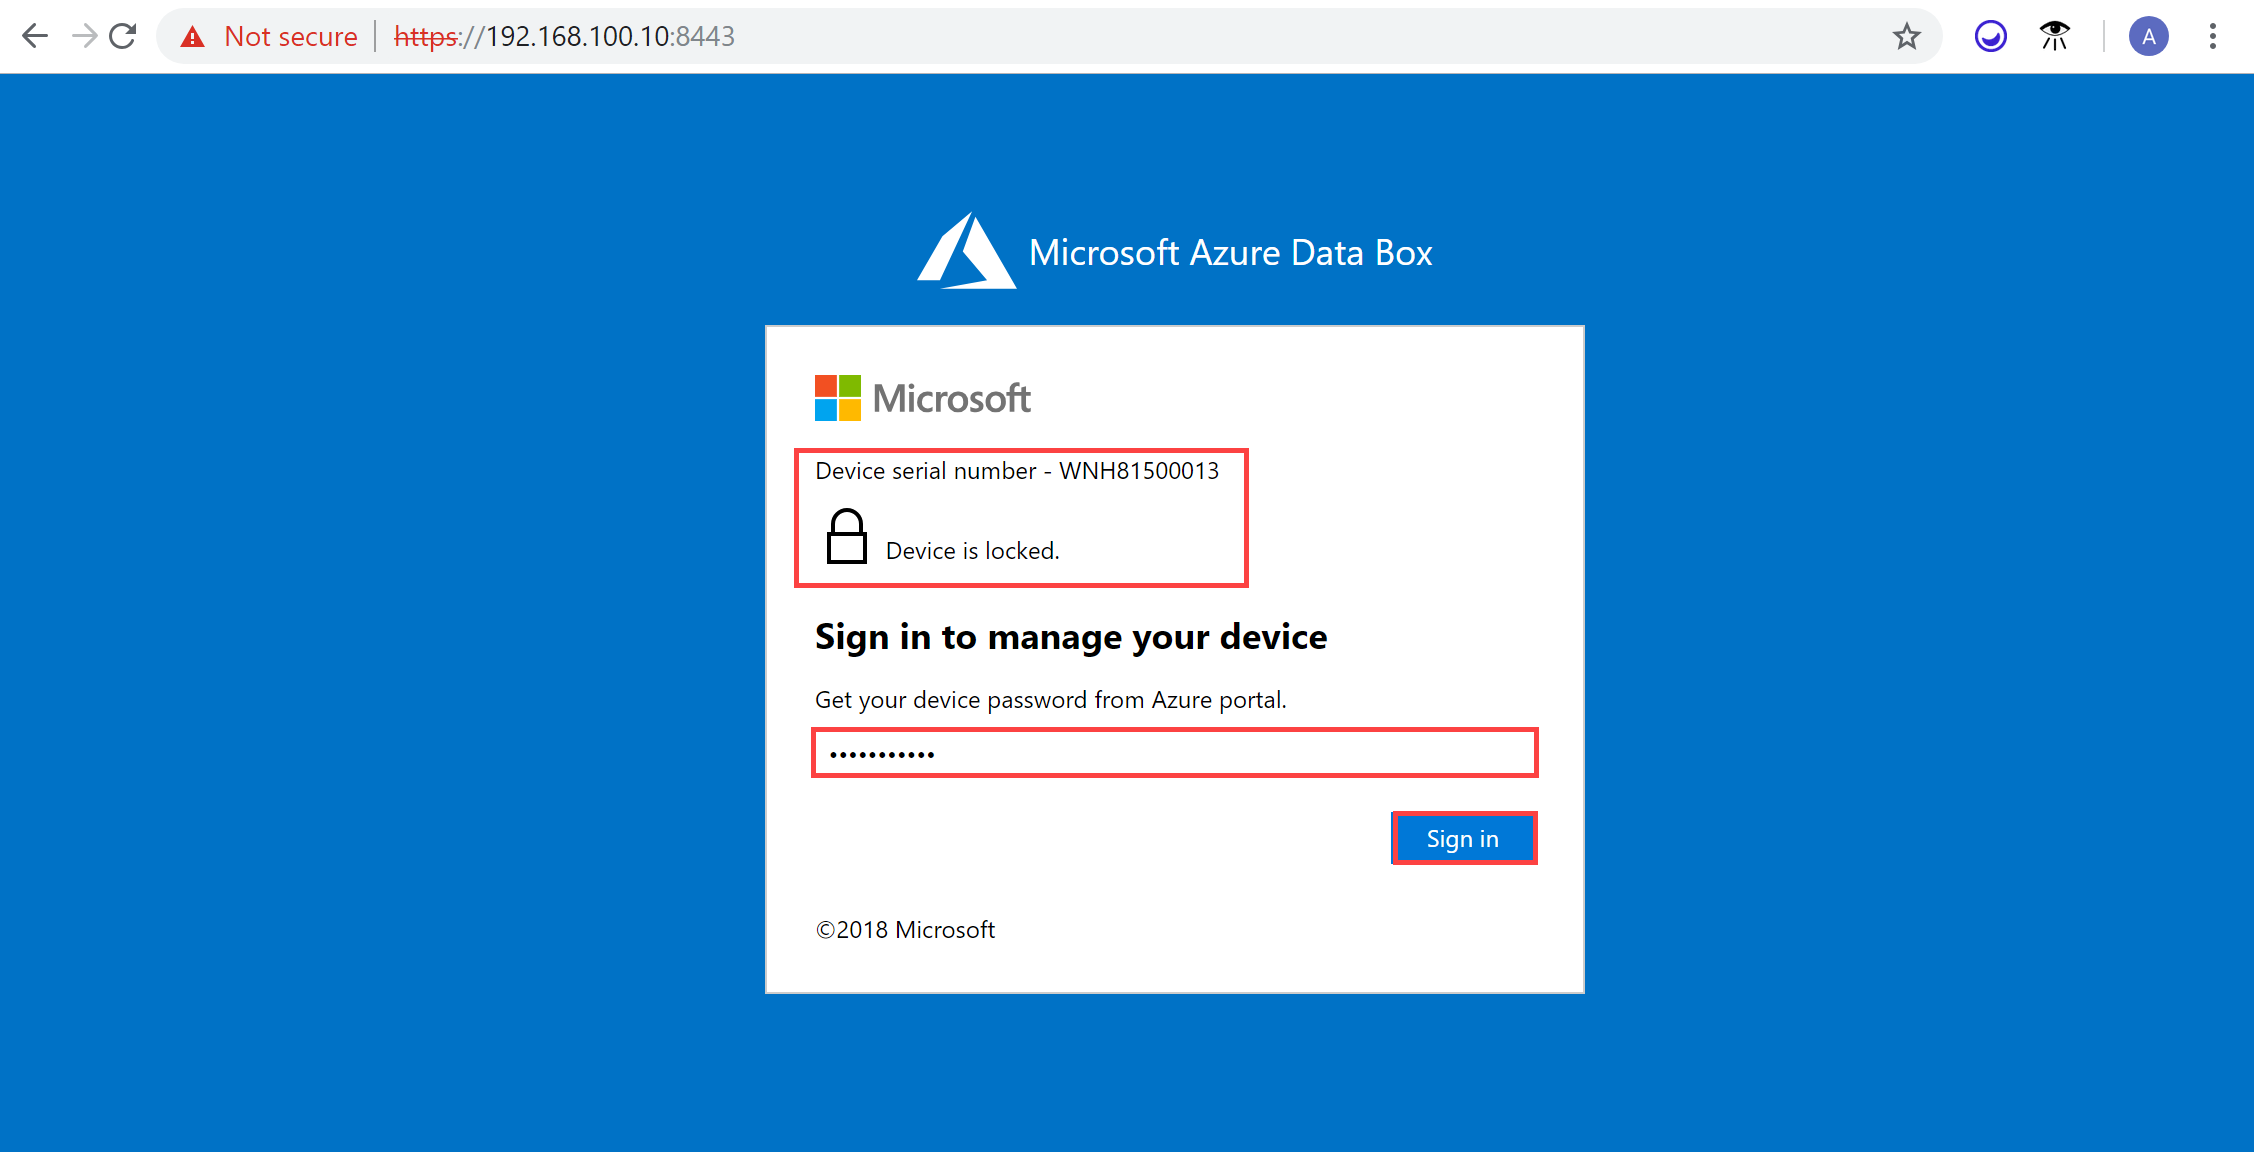 Not secure | https://192.168.100.10:8443
A
Microsoft Azure Data Box
Microsoft
Device serial number - WNH81500013
Device is locked.
Sign in to manage your device
Get your device password from Azure portal.
•••••••••••
Sign in
©2018 Microsoft